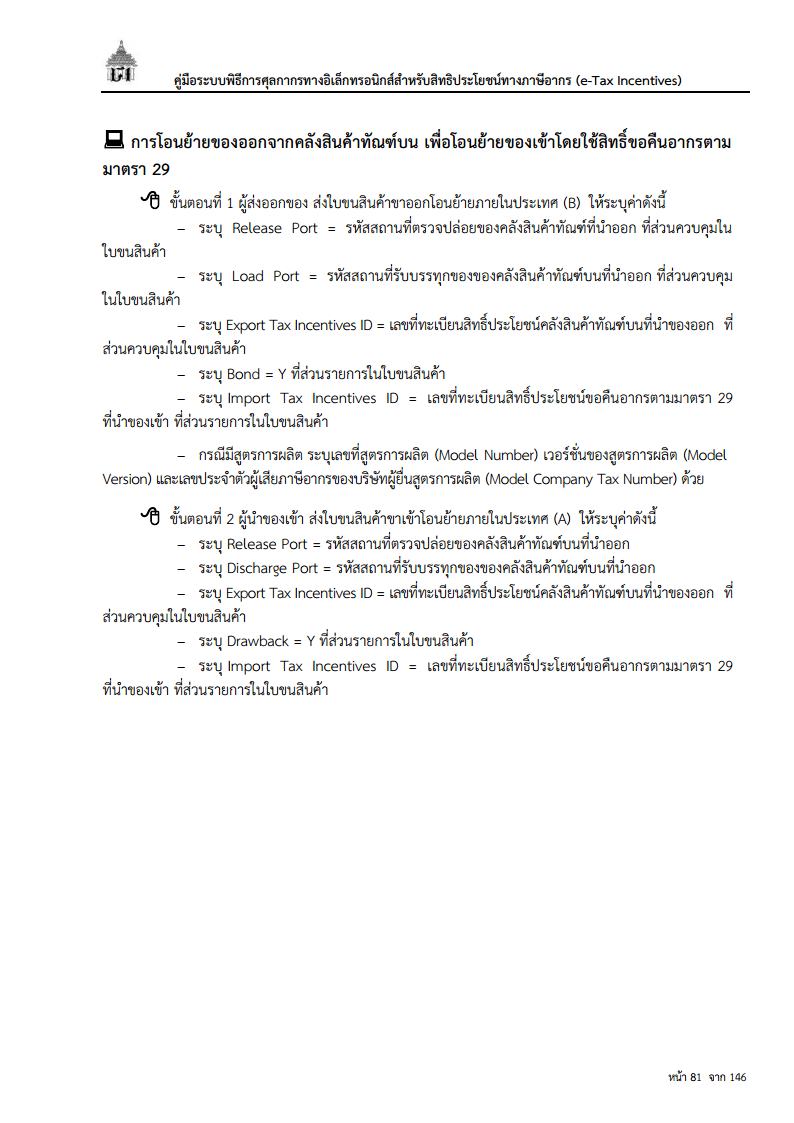 คู่มือระบบพิธีการศุลกากรทางอิเล็กทรอนิกส์สำหรับสิทธิประโยชน์ทางภาษีอากร (e-Tax Incentives)
การโอนย้ายของออกจากคลังสินค้าทัณฑ์บน เพื่อโอนย้ายของเข้าโดยใช้สิทธิ์ขอคืนอากรตาม
มาตรา 29
ขั้นตอนที่ 1 ผู้ส่งออกของ ส่งใบขนสินค้าขาออกโอนย้ายภายในประเทศ (B) ให้ระบุค่าดังนี้
– ระบุ Release Port = รหัสสถานที่ตรวจปล่อยของคลังสินค้าทัณฑ์ที่นำออก ที่ส่วนควบคุมใน
ใบขนสินค้า
– ระบุ Load Port = รหัสสถานที่รับบรรทุกของของคลังสินค้าทัณฑ์บนที่นำออก ที่ส่วนควบคุม
ในใบขนสินค้า
– ระบุ Export Tax Incentives ID = เลขที่ทะเบียนสิทธิ์ประโยชน์คลังสินค้าทัณฑ์บนที่นำของออก ที่
ส่วนควบคุมในใบขนสินค้า
– ระบุ Bond = Y ที่ส่วนรายการในใบขนสินค้า
– ระบุ Import Tax Incentives ID = เลขที่ทะเบียนสิทธิ์ประโยชน์ขอคืนอากรตามมาตรา 29
ที่นำของเข้า ที่ส่วนรายการในใบขนสินค้า
– กรณีมีสูตรการผลิต ระบุเลขที่สูตรการผลิต (Model Number) เวอร์ชั่นของสูตรการผลิต (Model
Version) และเลขประจำตัวผู้เสียภาษีอากรของบริษัทผู้ยื่นสูตรการผลิต (Model Company Tax Number) ด้วย
ขั้นตอนที่ 2 ผู้นำของเข้า ส่งใบขนสินค้าขาเข้าโอนย้ายภายในประเทศ (A) ให้ระบุค่าดังนี้
– ระบุ Release Port = รหัสสถานที่ตรวจปล่อยของคลังสินค้าทัณฑ์บนที่นำออก
– ระบุ Discharge Port = รหัสสถานที่รับบรรทุกของของคลังสินค้าทัณฑ์บนที่นำออก
– ระบุ Export Tax Incentives ID = เลขที่ทะเบียนสิทธิ์ประโยชน์คลังสินค้าทัณฑ์บนที่นำของออก ที่
ส่วนควบคุมในใบขนสินค้า
– ระบุ Drawback = Y ที่ส่วนรายการในใบขนสินค้า
– ระบุ Import Tax Incentives ID = เลขที่ทะเบียนสิทธิ์ประโยชน์ขอคืนอากรตามมาตรา 29
ที่นำของเข้า ที่ส่วนรายการในใบขนสินค้า
หน้า 81 จาก 146